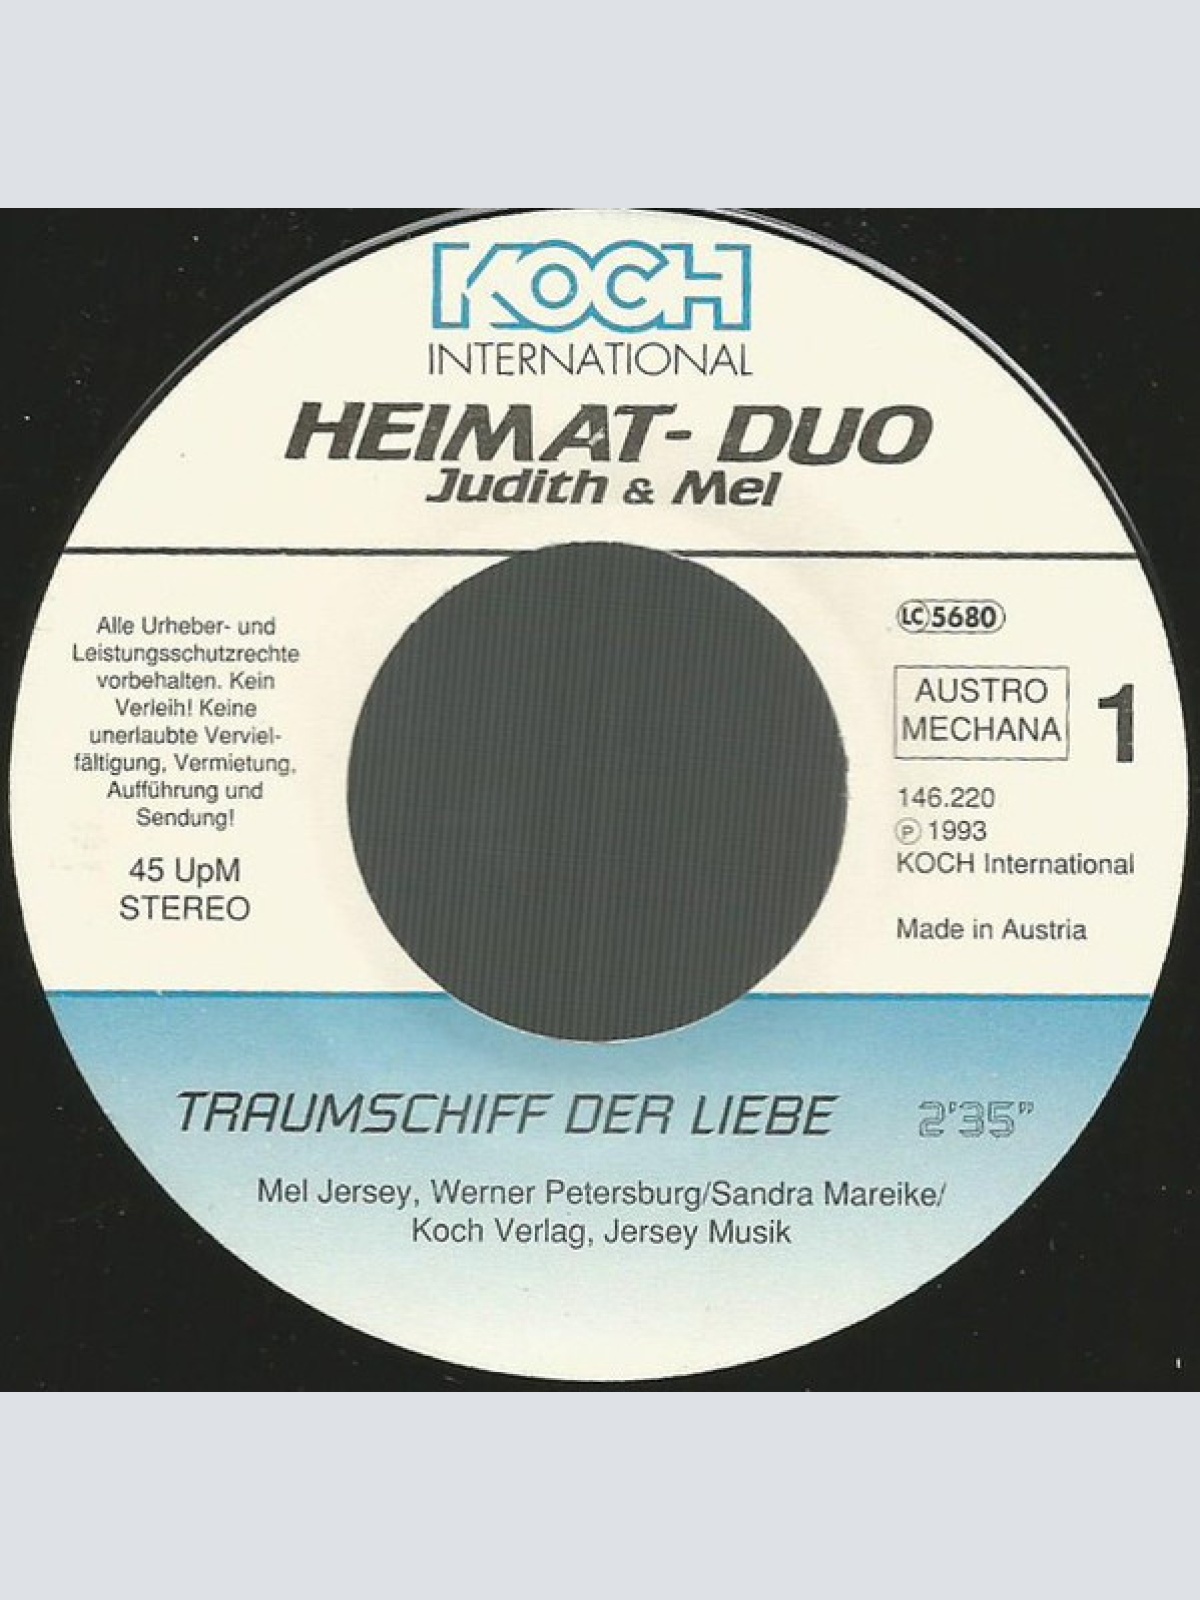 KOCH
INTERNATIONAL
HEIMAT- DUO
Judith & Mel
Alle Urheber- und
Leistungsschutzrechte
vorbehalten. Kein
Verleih! Keine
unerlaubte Verviel-
fältigung, Vermietung,
Aufführung und
Sendung!
45 UpM
STEREO
LC 5680
AUSTRO
MECHANA
1
146.220
Ⓟ 1993
KOCH International
Made in Austria
TRAUMSCHIFF DER LIEBE 2'35"
Mel Jersey, Werner Petersburg/Sandra Mareike/
Koch Verlag, Jersey Musik